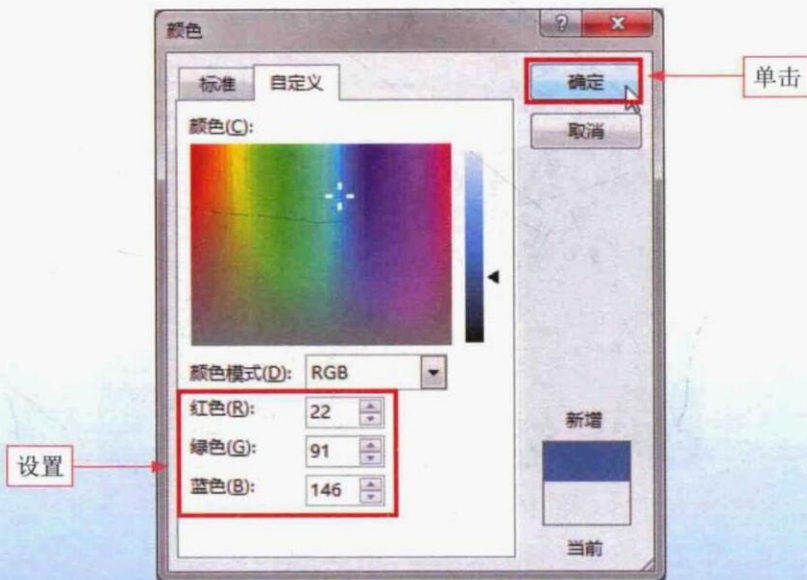 颜色
标准 自定义
确定
单击
颜色(C):
取消
颜色模式(D): RGB
红色(R): 22
绿色(G): 91
蓝色(B): 146
设置
新增
当前